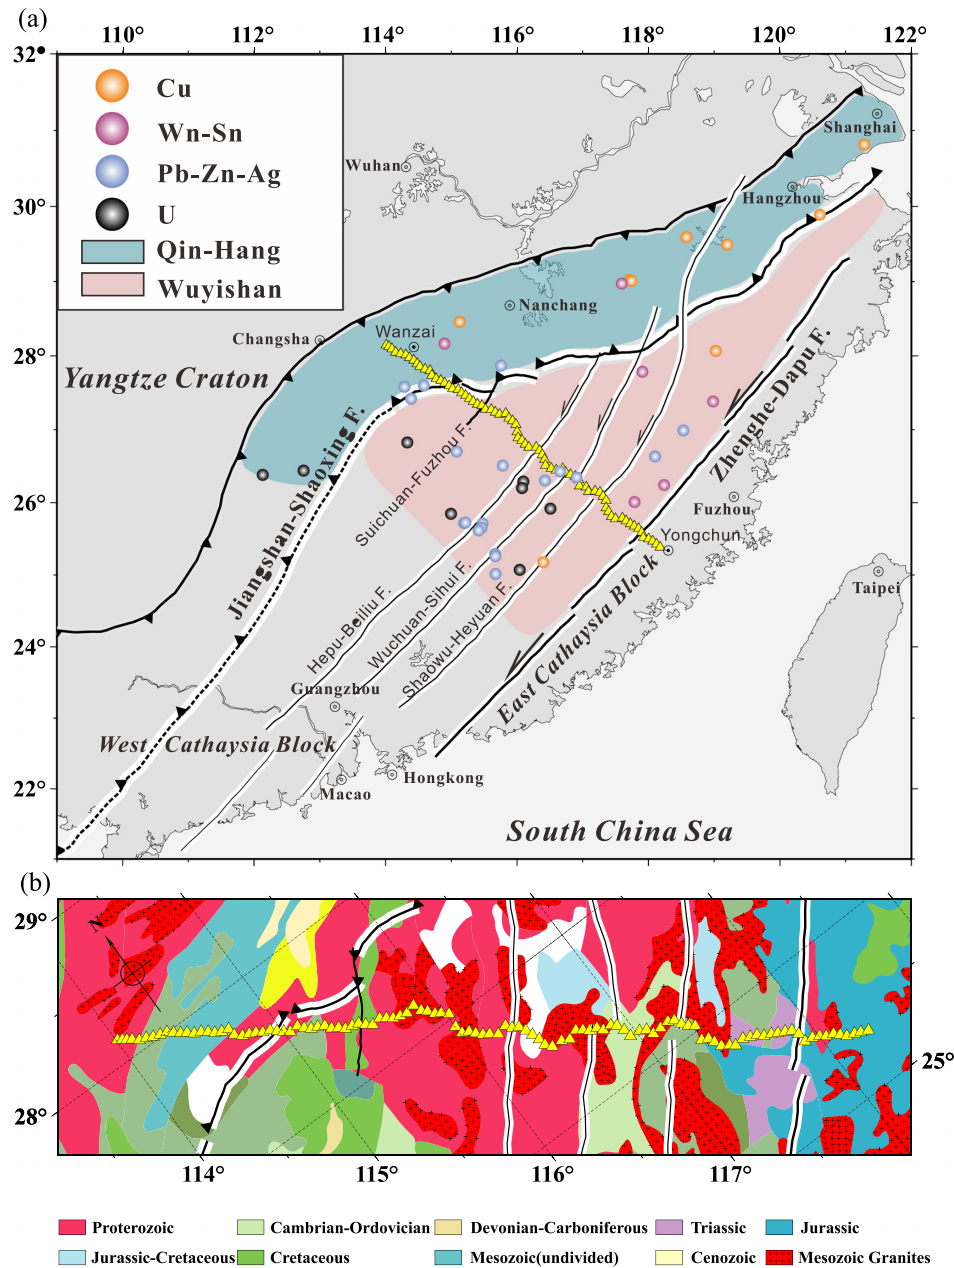 (a)
110° 112° 114° 116° 118° 120° 122°
32°
Cu
Wn-Sn
Pb-Zn-Ag
U
Qin-Hang
Wuyishan
Shanghai
Wuhan
Hangzhou
30°
Nanchang
Wanzai
Changsha
28°
Yangtze Craton
Jiangshan-Shaoxing F.
Zhenghe-Dapu F.
Suichuan-Fuzhou F.
26°
Fuzhou
Yongchun
Taipei
Hepu-Beiliu F.
Wuchuan-Sihui F.
Shaowu-Heyuan F.
East Cathaysia Block
24°
Guangzhou
West Cathaysia Block
Hongkong
Macao
22°
South China Sea
(b)
29°
N
25°
28°
114° 115° 116° 117°
Proterozoic Cambrian-Ordovician Devonian-Carboniferous Triassic Jurassic
Jurassic-Cretaceous Cretaceous Mesozoic(undivided) Cenozoic Mesozoic Granites